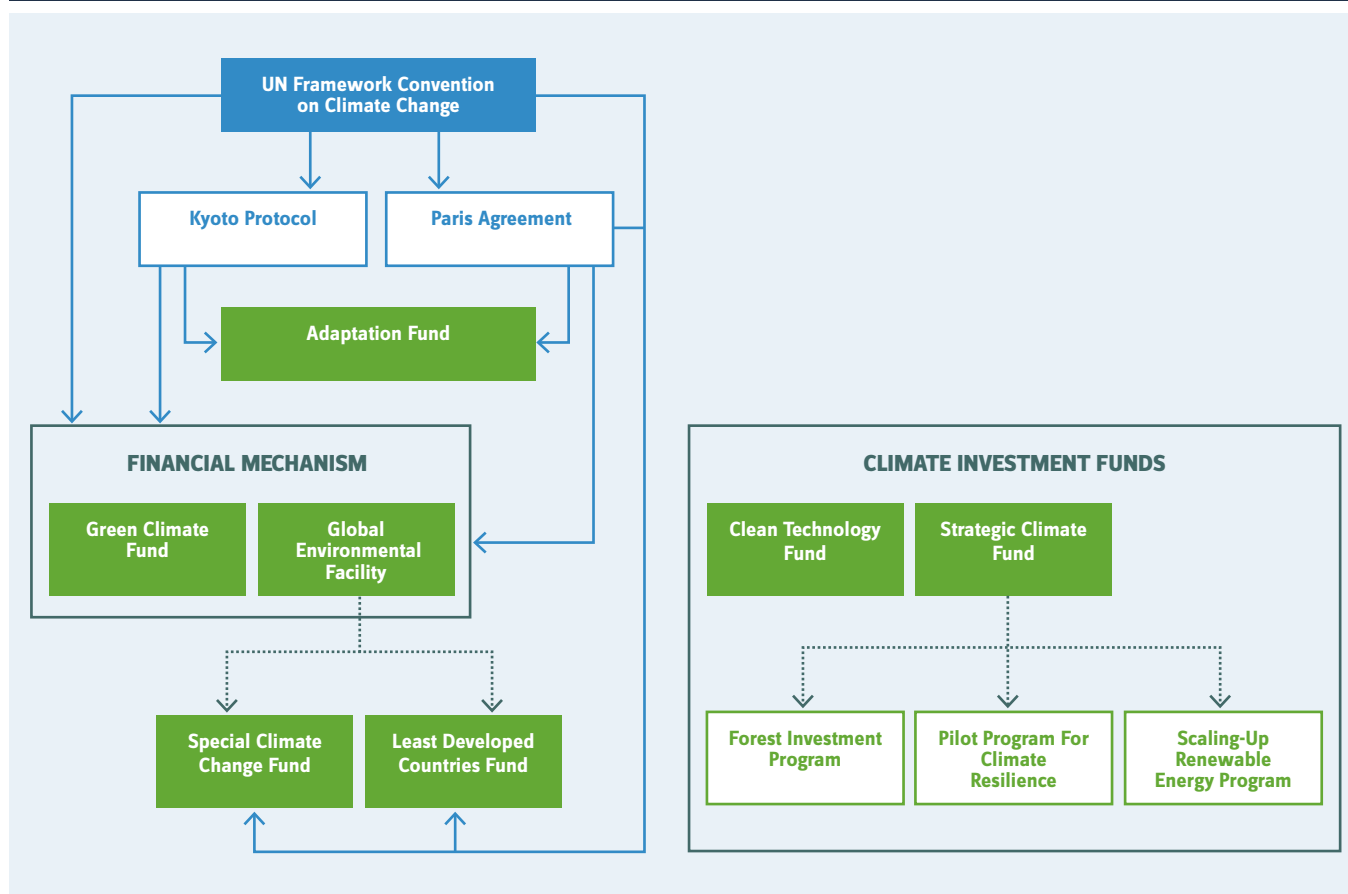 UN Framework Convention
on Climate Change
Kyoto Protocol
Paris Agreement
Adaptation Fund
FINANCIAL MECHANISM
Green Climate
Fund
Global
Environmental
Facility
Special Climate
Change Fund
Least Developed
Countries Fund
CLIMATE INVESTMENT FUNDS
Clean Technology
Fund
Strategic Climate
Fund
Forest Investment
Program
Pilot Program For
Climate
Resilience
Scaling-Up
Renewable
Energy Program